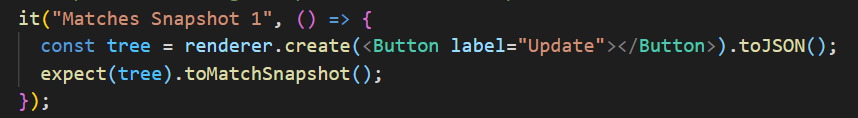 it("Matches Snapshot 1", () => {
  const tree = renderer.create(<Button label="Update"></Button>).toJSON();
  expect(tree).toMatchSnapshot();
});